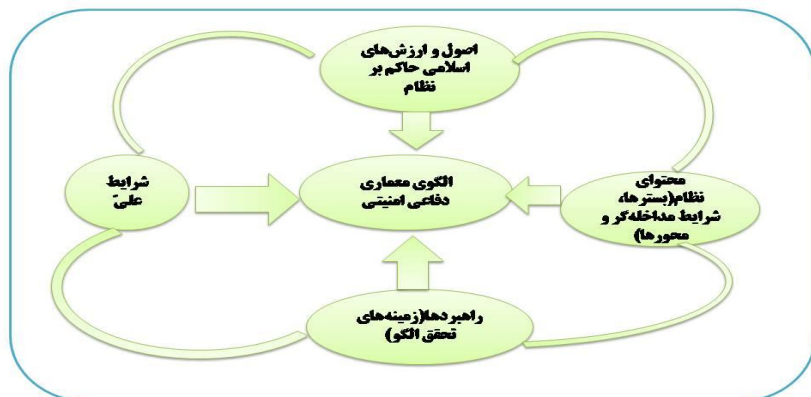 اصول و ارزش‌های
اسلامی حاکم بر
نظام
محتوای
نظام(بسترها،
شرایط مداخله‌گر و
محورها)
الگوی معماری
دفاعی امنیتی
شرایط
علیّ
راهبردها(زمینه‌های
تحقق الگو)